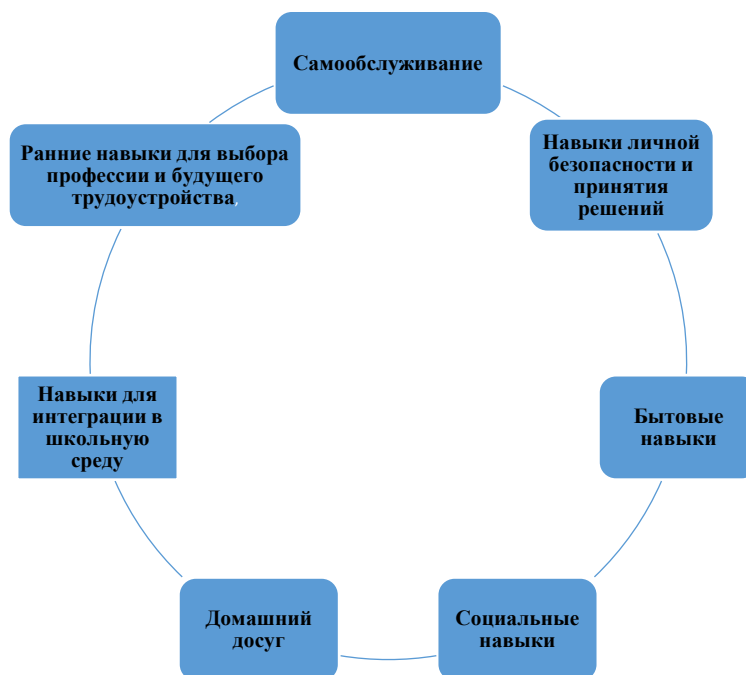 Самообслуживание
Навыки личной
безопасности и
принятия
решений
Бытовые
навыки
Социальные
навыки
Домашний
досуг
Навыки для
интеграции в
школьную
среду
Ранние навыки для выбора
профессии и будущего
трудоустройства,